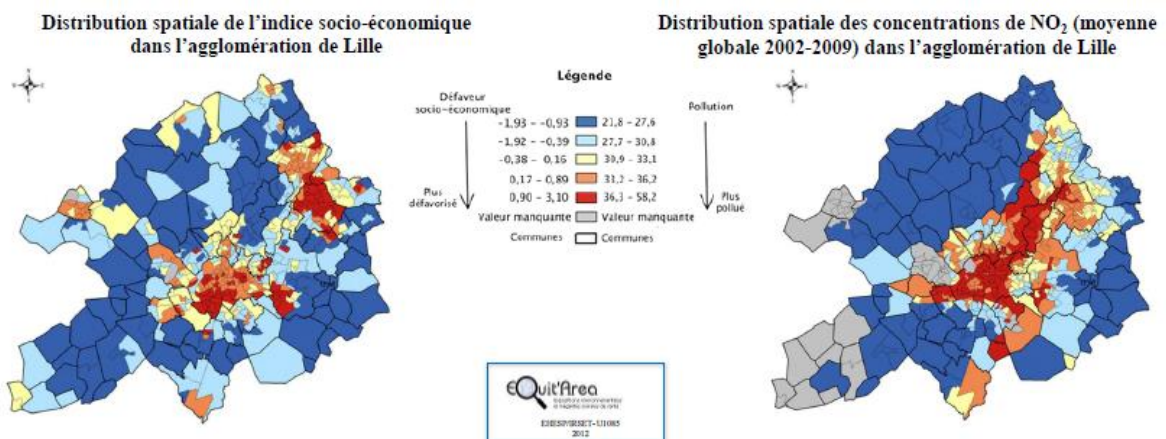 Distribution spatiale de l'indice socio-économique
dans l'agglomération de Lille
Distribution spatiale des concentrations de NO₂ (moyenne
globale 2002-2009) dans l'agglomération de Lille
Légende
Défaveur
socio-économique
Pollution
-1,93 – -0,93 21,8 – 27,6
-1,92 – -0,39 27,7 – 30,8
-0,38 – 0,16 30,9 – 33,1
0,17 – 0,89 33,2 – 36,2
0,90 – 3,10 36,3 – 58,2
Plus
défavorisé
Plus
pollué
Valeur manquante Valeur manquante
Communes Communes
EQuit'Area
EHESP/IRSET-U1085
2012